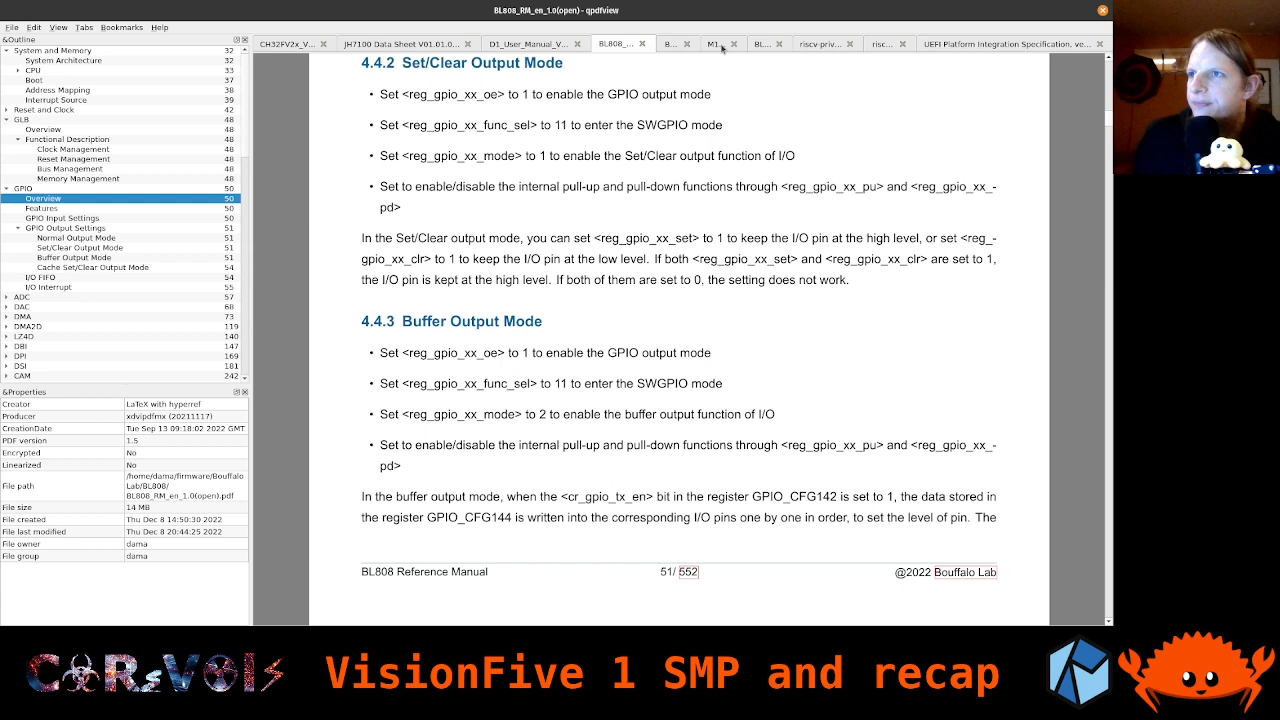 BL808_RM_en_1.0(open) - qpdfview
File Edit View Tabs Bookmarks Help
&Outline
CH32FV2x_V... JH7100 Data Sheet V01.01.0... D1_User_Manual_V... BL808_... B... M1... BL... riscv-priv... risc... UEFI Platform Integration Specification, ve...
System and Memory 32
System Architecture 32
CPU 33
Boot 37
Address Mapping 38
Interrupt Source 39
Reset and Clock 42
GLB 48
Overview 48
Functional Description 48
Clock Management 48
Reset Management 48
Bus Management 48
Memory Management 48
GPIO 50
Overview 50
Features 50
GPIO Input Settings 50
GPIO Output Settings 51
Normal Output Mode 51
Set/Clear Output Mode 51
Buffer Output Mode 51
Cache Set/Clear Output Mode 54
I/O FIFO 54
I/O Interrupt 55
ADC 57
DAC 68
DMA 73
DMA2D 119
LZ4D 140
DBI 147
DPI 169
DSI 181
CAM 242
&Properties
Creator LaTeX with hyperref
Producer xdvipdfmx (20211117)
CreationDate Tue Sep 13 09:18:02 2022 GMT
PDF version 1.5
Encrypted No
Linearized No
File path /home/dama/firmware/Bouffalo
Lab/BL808/
BL808_RM_en_1.0(open).pdf
File size 14 MB
File created Thu Dec 8 14:50:30 2022
File last modified Thu Dec 8 20:44:25 2022
File owner dama
File group dama
4.4.2 Set/Clear Output Mode
• Set <reg_gpio_xx_oe> to 1 to enable the GPIO output mode
• Set <reg_gpio_xx_func_sel> to 11 to enter the SWGPIO mode
• Set <reg_gpio_xx_mode> to 1 to enable the Set/Clear output function of I/O
• Set to enable/disable the internal pull-up and pull-down functions through <reg_gpio_xx_pu> and <reg_gpio_xx_-
pd>
In the Set/Clear output mode, you can set <reg_gpio_xx_set> to 1 to keep the I/O pin at the high level, or set <reg_-
gpio_xx_clr> to 1 to keep the I/O pin at the low level. If both <reg_gpio_xx_set> and <reg_gpio_xx_clr> are set to 1,
the I/O pin is kept at the high level. If both of them are set to 0, the setting does not work.
4.4.3 Buffer Output Mode
• Set <reg_gpio_xx_oe> to 1 to enable the GPIO output mode
• Set <reg_gpio_xx_func_sel> to 11 to enter the SWGPIO mode
• Set <reg_gpio_xx_mode> to 2 to enable the buffer output function of I/O
• Set to enable/disable the internal pull-up and pull-down functions through <reg_gpio_xx_pu> and <reg_gpio_xx_-
pd>
In the buffer output mode, when the <cr_gpio_tx_en> bit in the register GPIO_CFG142 is set to 1, the data stored in
the register GPIO_CFG144 is written into the corresponding I/O pins one by one in order, to set the level of pin. The
BL808 Reference Manual 51/ 552 @2022 Bouffalo Lab
VisionFive 1 SMP and recap